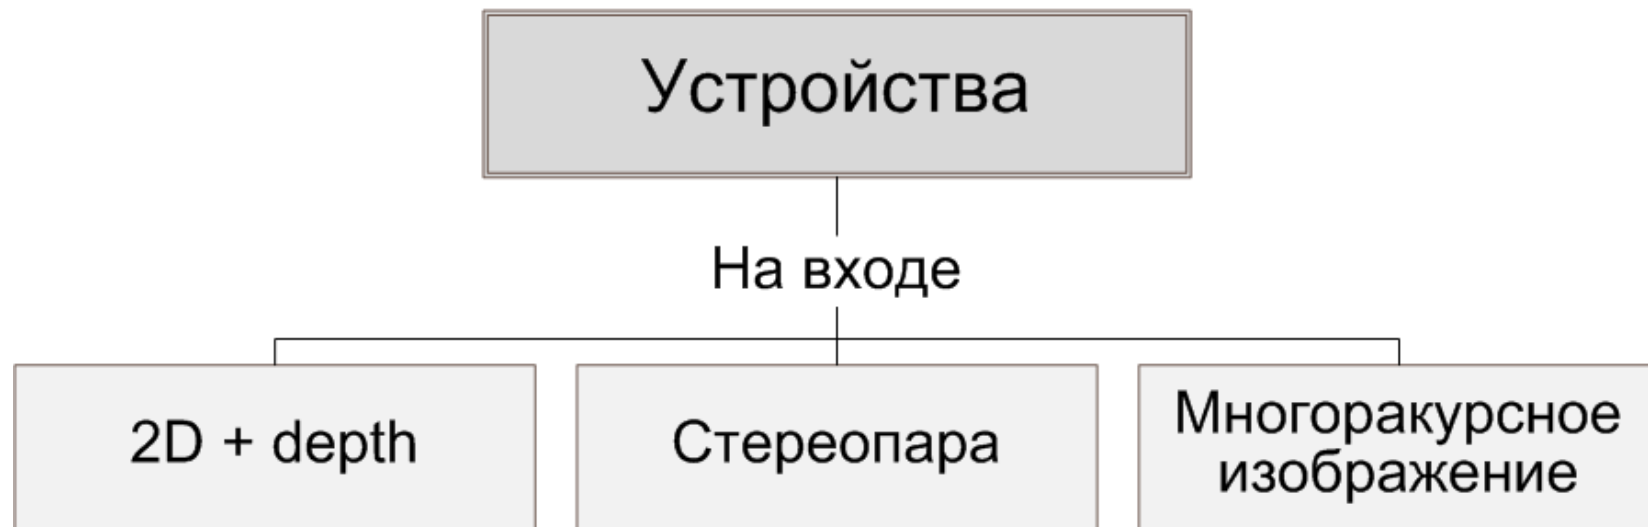 Устройства
На входе
2D + depth
Стереопара
Многоракурсное
изображение